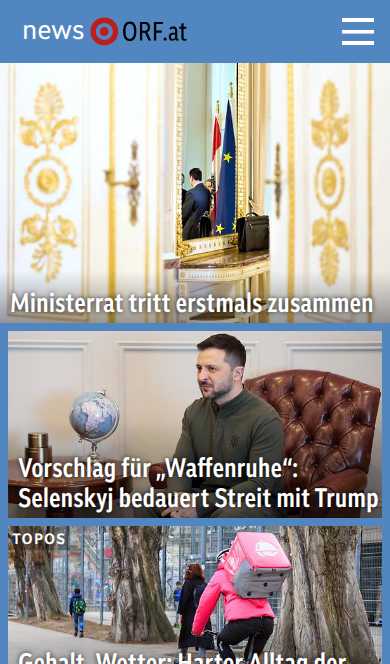 news ORF.at
Ministerrat tritt erstmals zusammen
Vorschlag für „Waffenruhe“:
Selenskyj bedauert Streit mit Trump
TOPOS
Gehalt, Wetter: Harter Alltag der